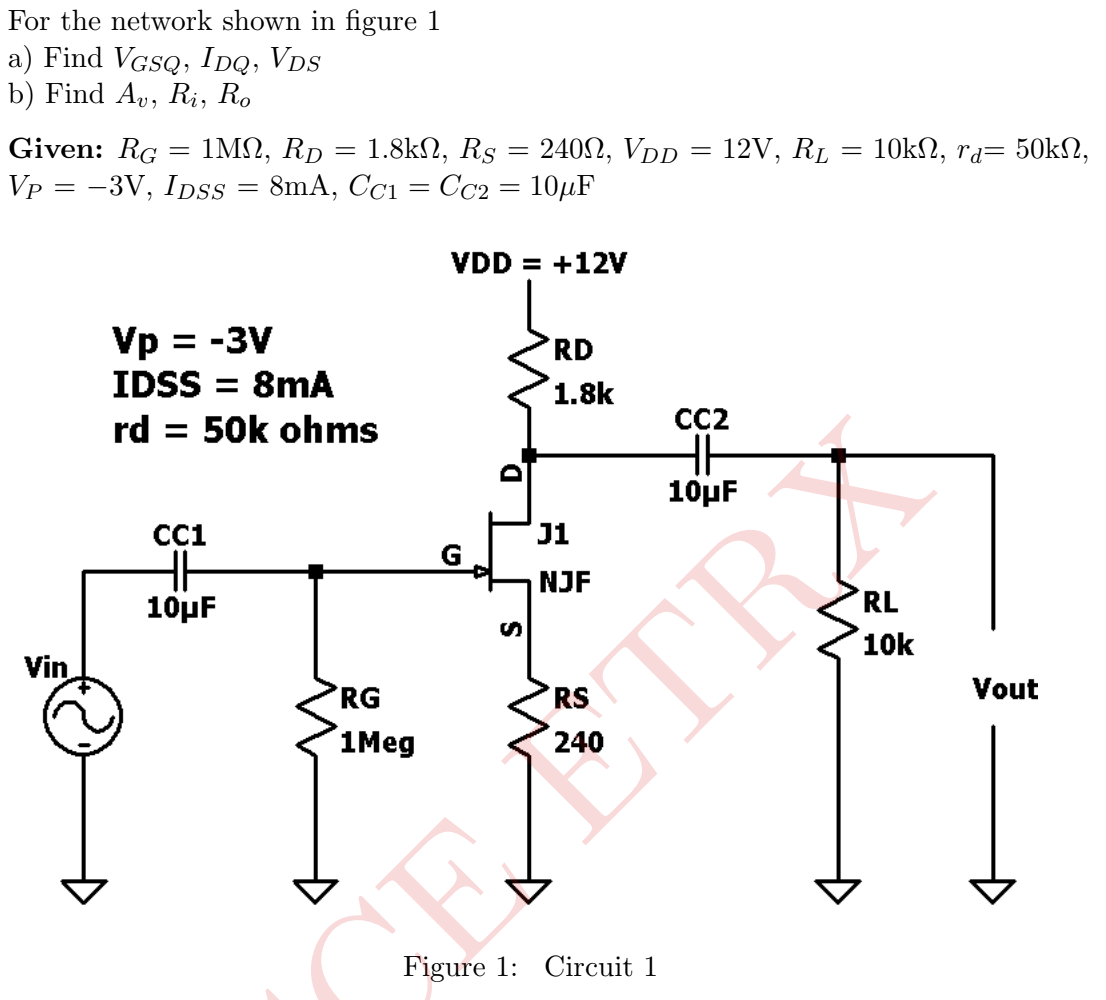 For the network shown in figure 1
a) Find V_GSQ, I_DQ, V_DS
b) Find A_v, R_i, R_o
Given: R_G = 1MΩ, R_D = 1.8kΩ, R_S = 240Ω, V_DD = 12V, R_L = 10kΩ, r_d= 50kΩ,
V_P = −3V, I_DSS = 8mA, C_C1 = C_C2 = 10μF
VDD = +12V
Vp = -3V
IDSS = 8mA
rd = 50k ohms
RD
1.8k
CC2
10µF
D
J1
NJF
G
S
CC1
10µF
Vin
RG
1Meg
RS
240
RL
10k
Vout
CE ETRX
Figure 1: Circuit 1